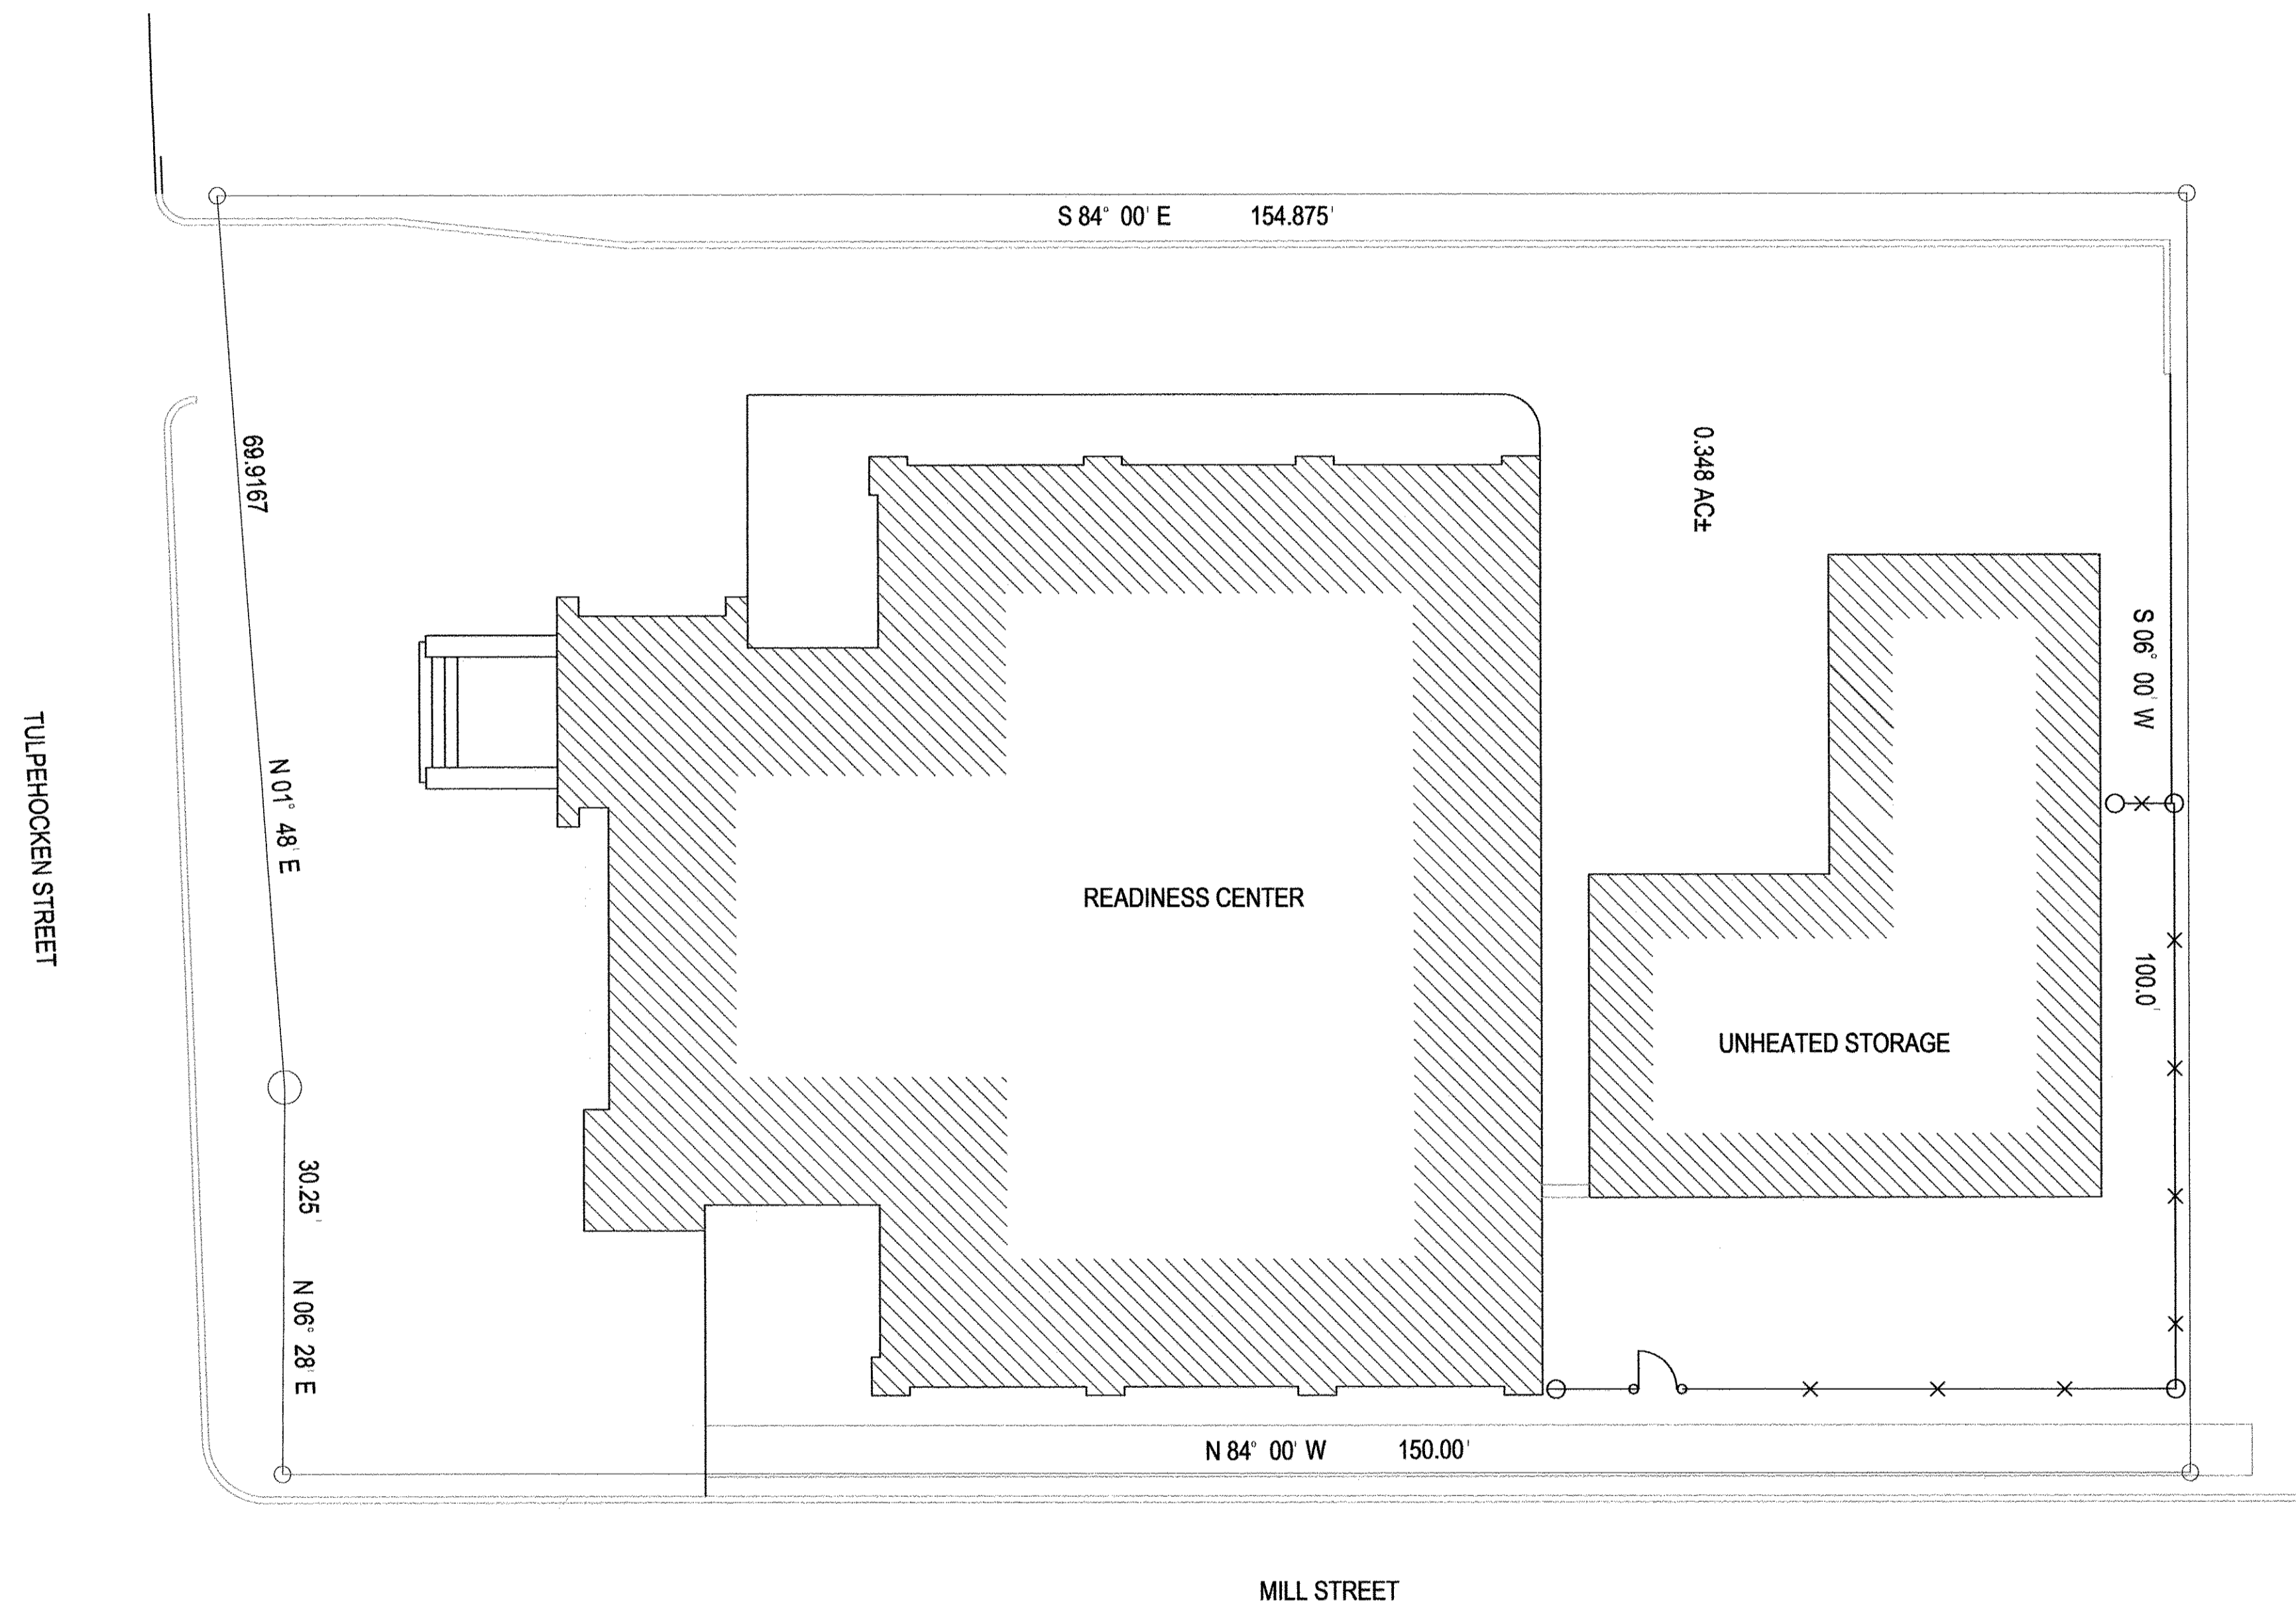 S 84° 00' E 154.875'
69.9167
N 01° 48' E
TULPEHOCKEN STREEET
30.25'
N 06° 28' E
0.348 AC±
S 06° 00' W
100.0'
READINESS CENTER
UNHEATED STORAGE
N 84° 00' W 150.00'
MILL STREET